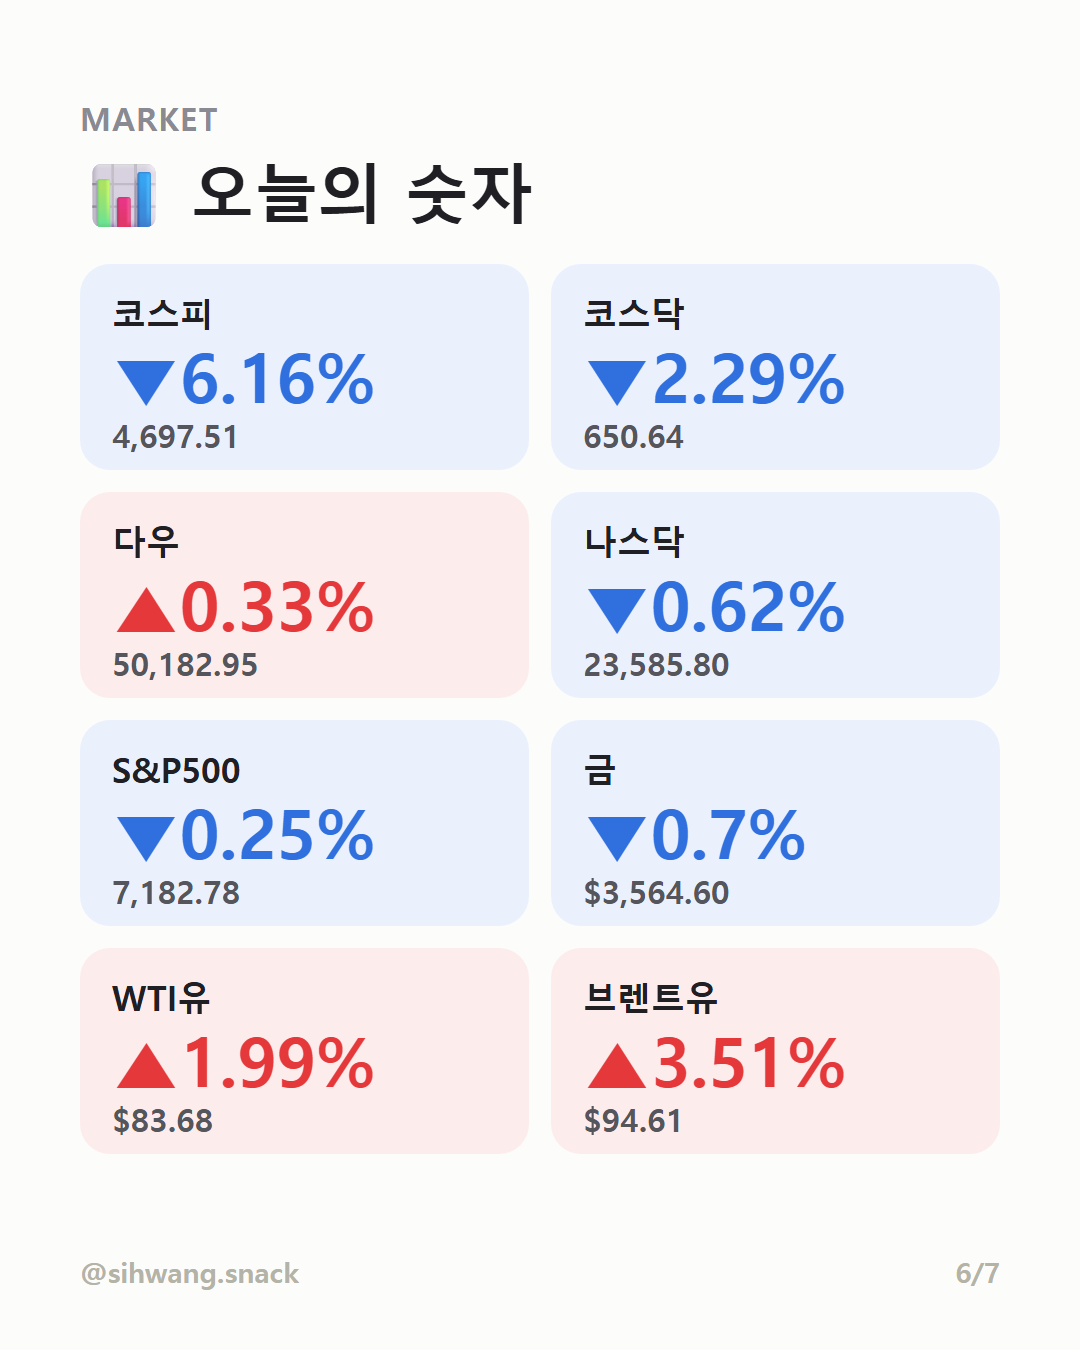 MARKET
오늘의 숫자
코스피
▼6.16%
4,697.51
코스닥
▼2.29%
650.64
다우
▲0.33%
50,182.95
나스닥
▼0.62%
23,585.80
S&P500
▼0.25%
7,182.78
금
▼0.7%
$3,564.60
WTI유
▲1.99%
$83.68
브렌트유
▲3.51%
$94.61
@sihwang.snack
6/7